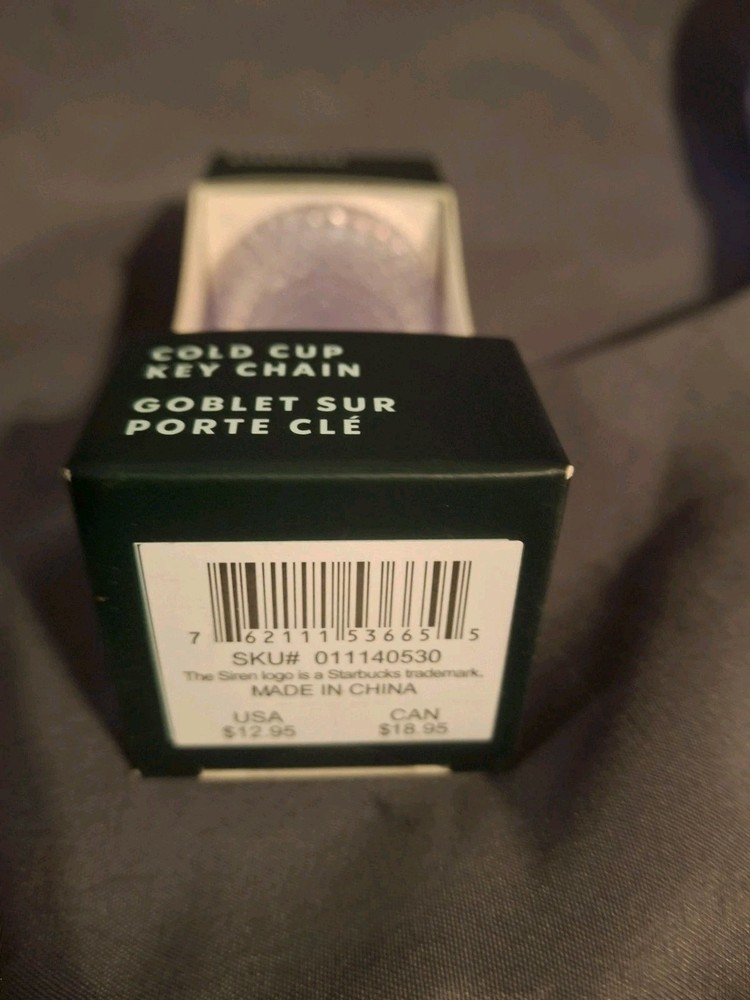 COLD CUP
KEY CHAIN
GOBLET SUR
PORTE CLÉ
7 62111 53665 5
SKU# 011140530
The Siren logo is a Starbucks trademark.
MADE IN CHINA
USA CAN
$12.95 $18.95